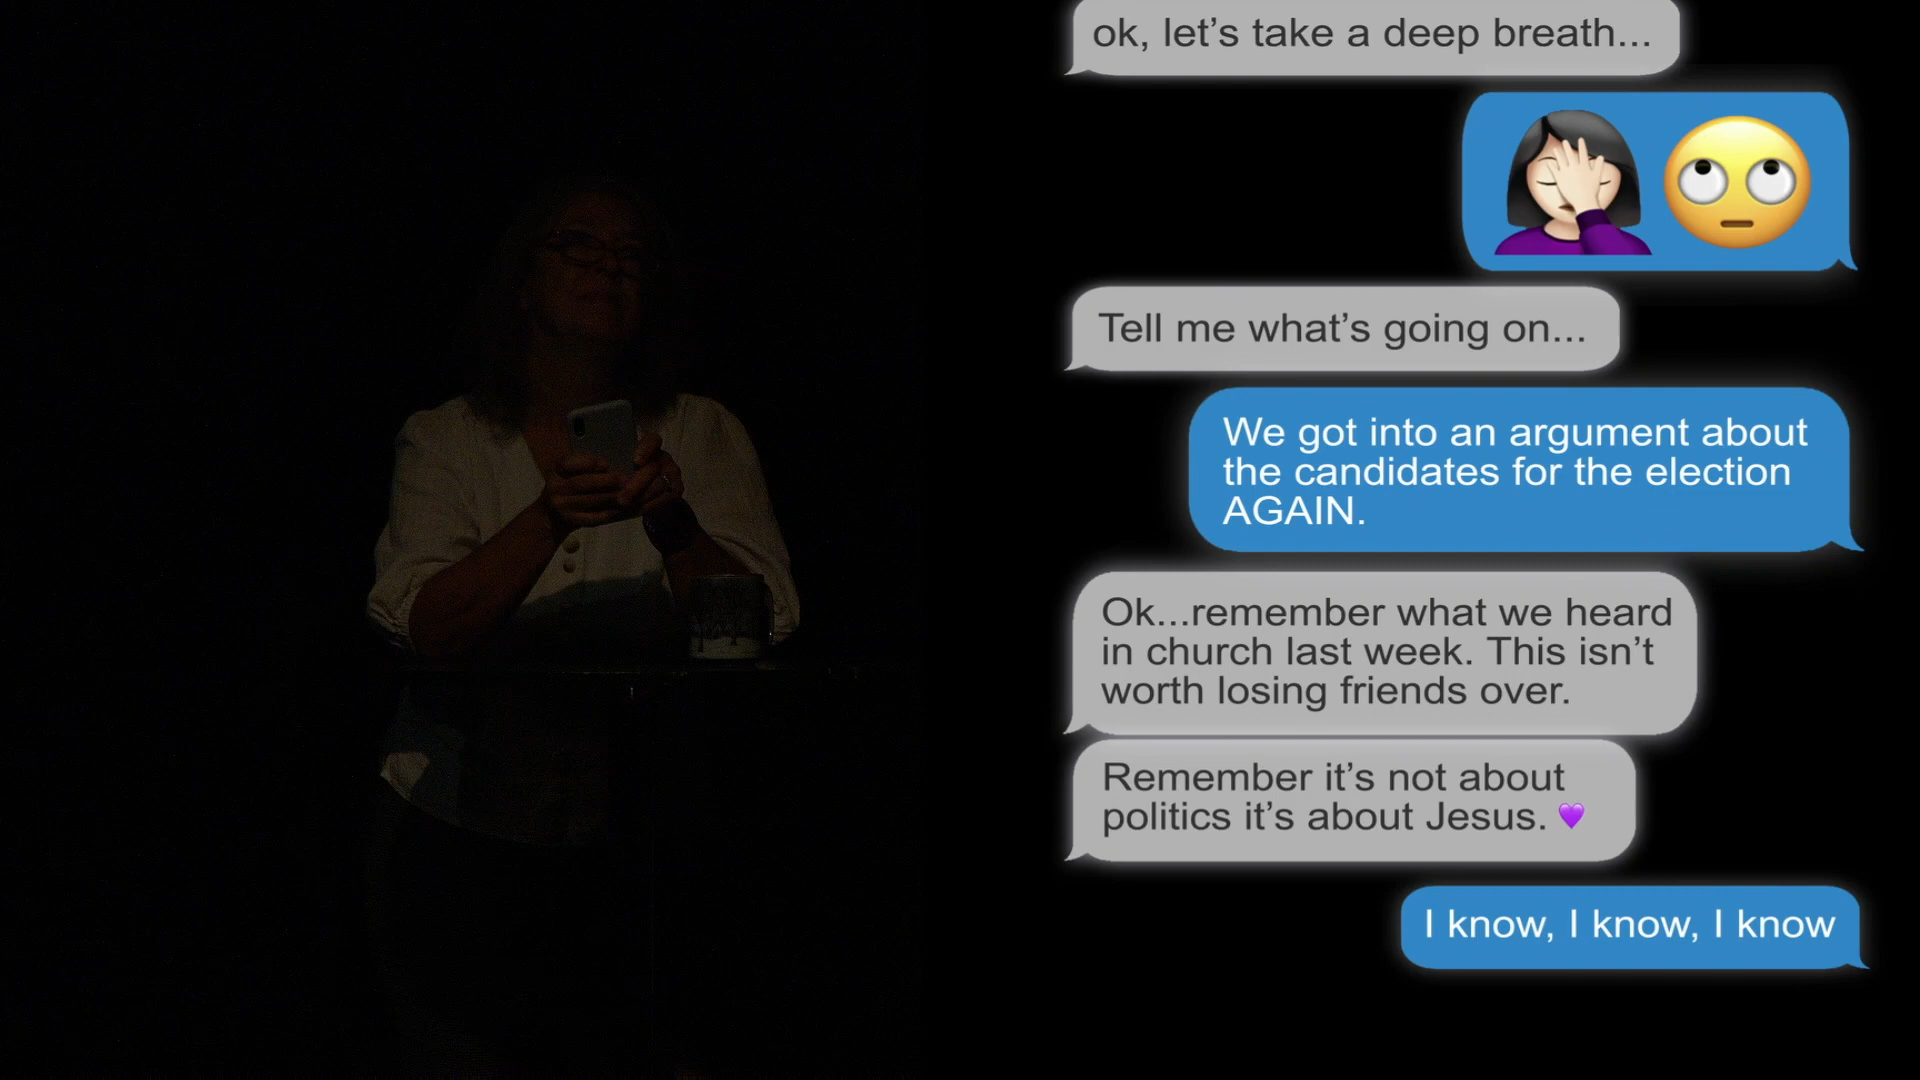 ok, let’s take a deep breath...
Tell me what’s going on...
We got into an argument about
the candidates for the election
AGAIN.
Ok...remember what we heard
in church last week. This isn’t
worth losing friends over.
Remember it’s not about
politics it’s about Jesus. 💜
I know, I know, I know